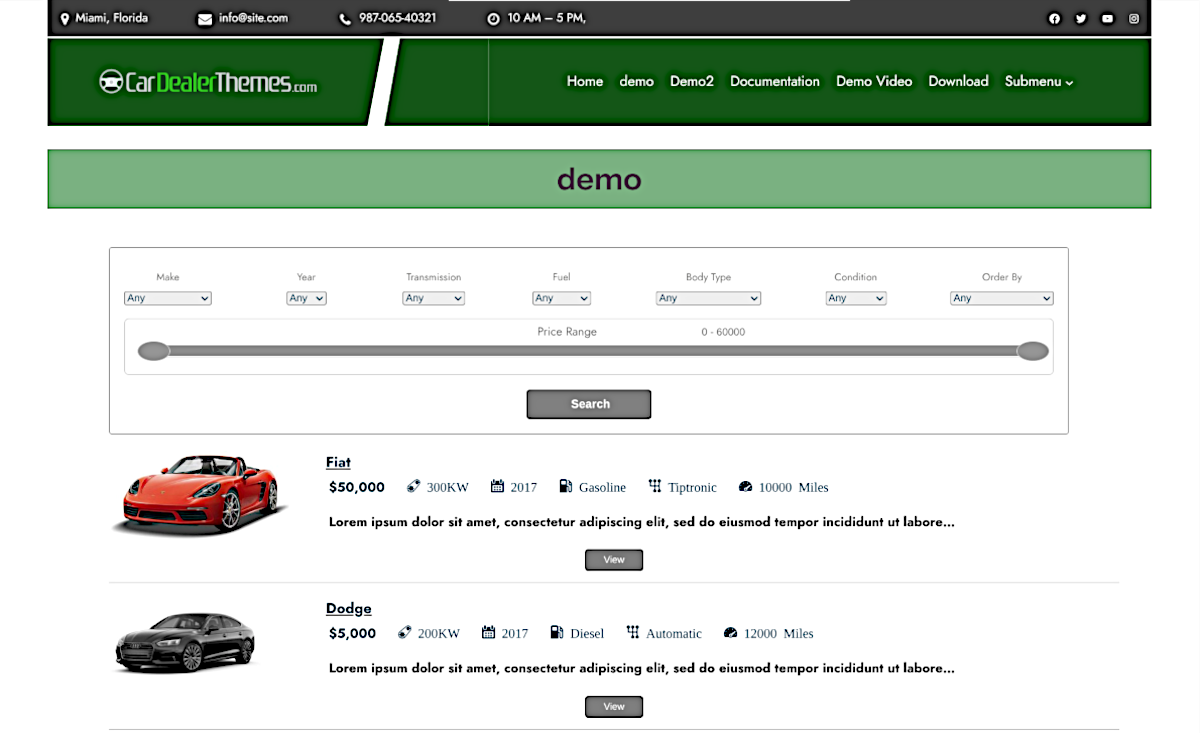 Miami, Florida info@site.com 987-065-40321 10 AM – 5 PM,
CarDealerThemes.com Home demo Demo2 Documentation Demo Video Download Submenu
demo
Make Year Transmission Fuel Body Type Condition Order By
Any Any Any Any Any Any Any
Price Range 0 - 60000
Search
Fiat
$50,000 300KW 2017 Gasoline Tiptronic 10000 Miles
Lorem ipsum dolor sit amet, consectetur adipiscing elit, sed do eiusmod tempor incididunt ut labore...
View
Dodge
$5,000 200KW 2017 Diesel Automatic 12000 Miles
Lorem ipsum dolor sit amet, consectetur adipiscing elit, sed do eiusmod tempor incididunt ut labore...
View